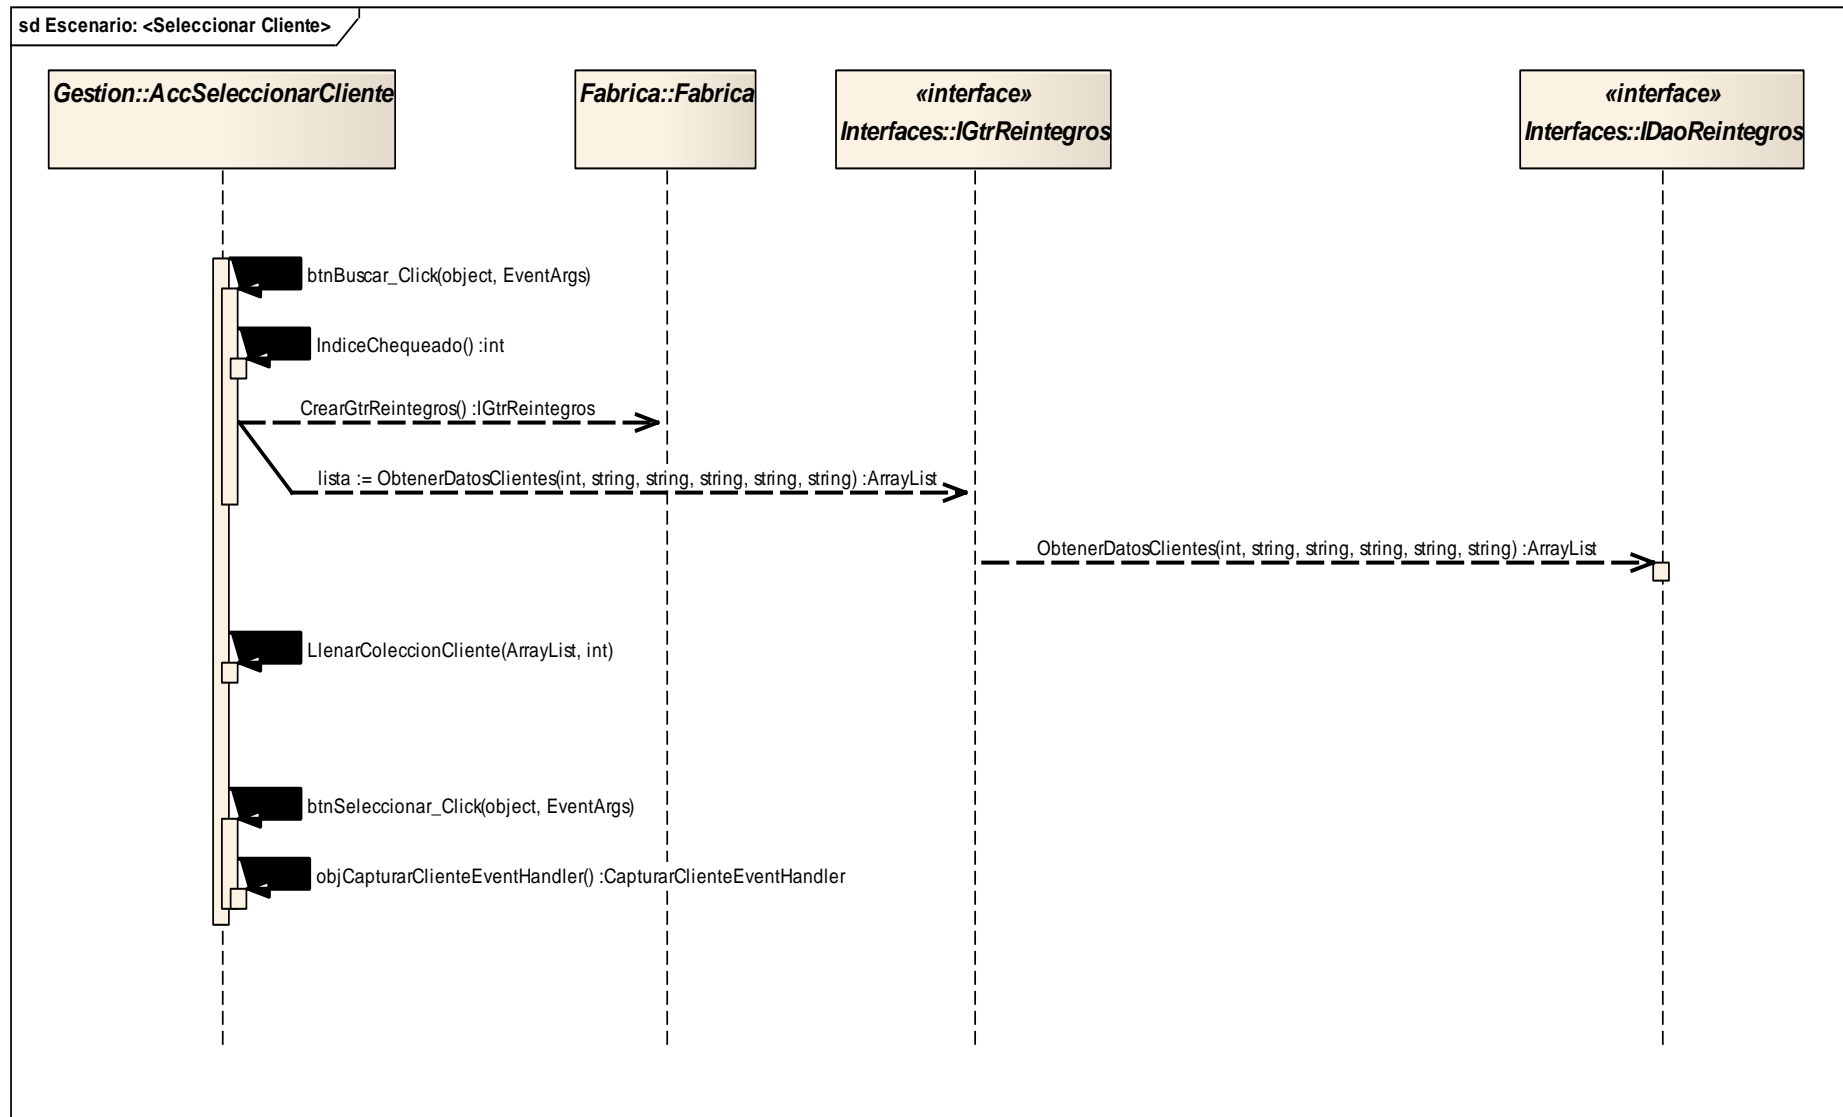 sd Escenario: <Seleccionar Cliente>
Gestion::AccSeleccionarCliente
Fabrica::Fabrica
«interface»
Interfaces::IGtrReintegros
«interface»
Interfaces::IDaoReintegros
btnBuscar_Click(object, EventArgs)
IndiceChequeado() :int
CrearGtrReintegros() :IGtrReintegros
lista := ObtenerDatosClientes(int, string, string, string, string, string) :ArrayList
ObtenerDatosClientes(int, string, string, string, string, string) :ArrayList
LlenarColeccionCliente(ArrayList, int)
btnSeleccionar_Click(object, EventArgs)
objCapturarClienteEventHandler() :CapturarClienteEventHandler